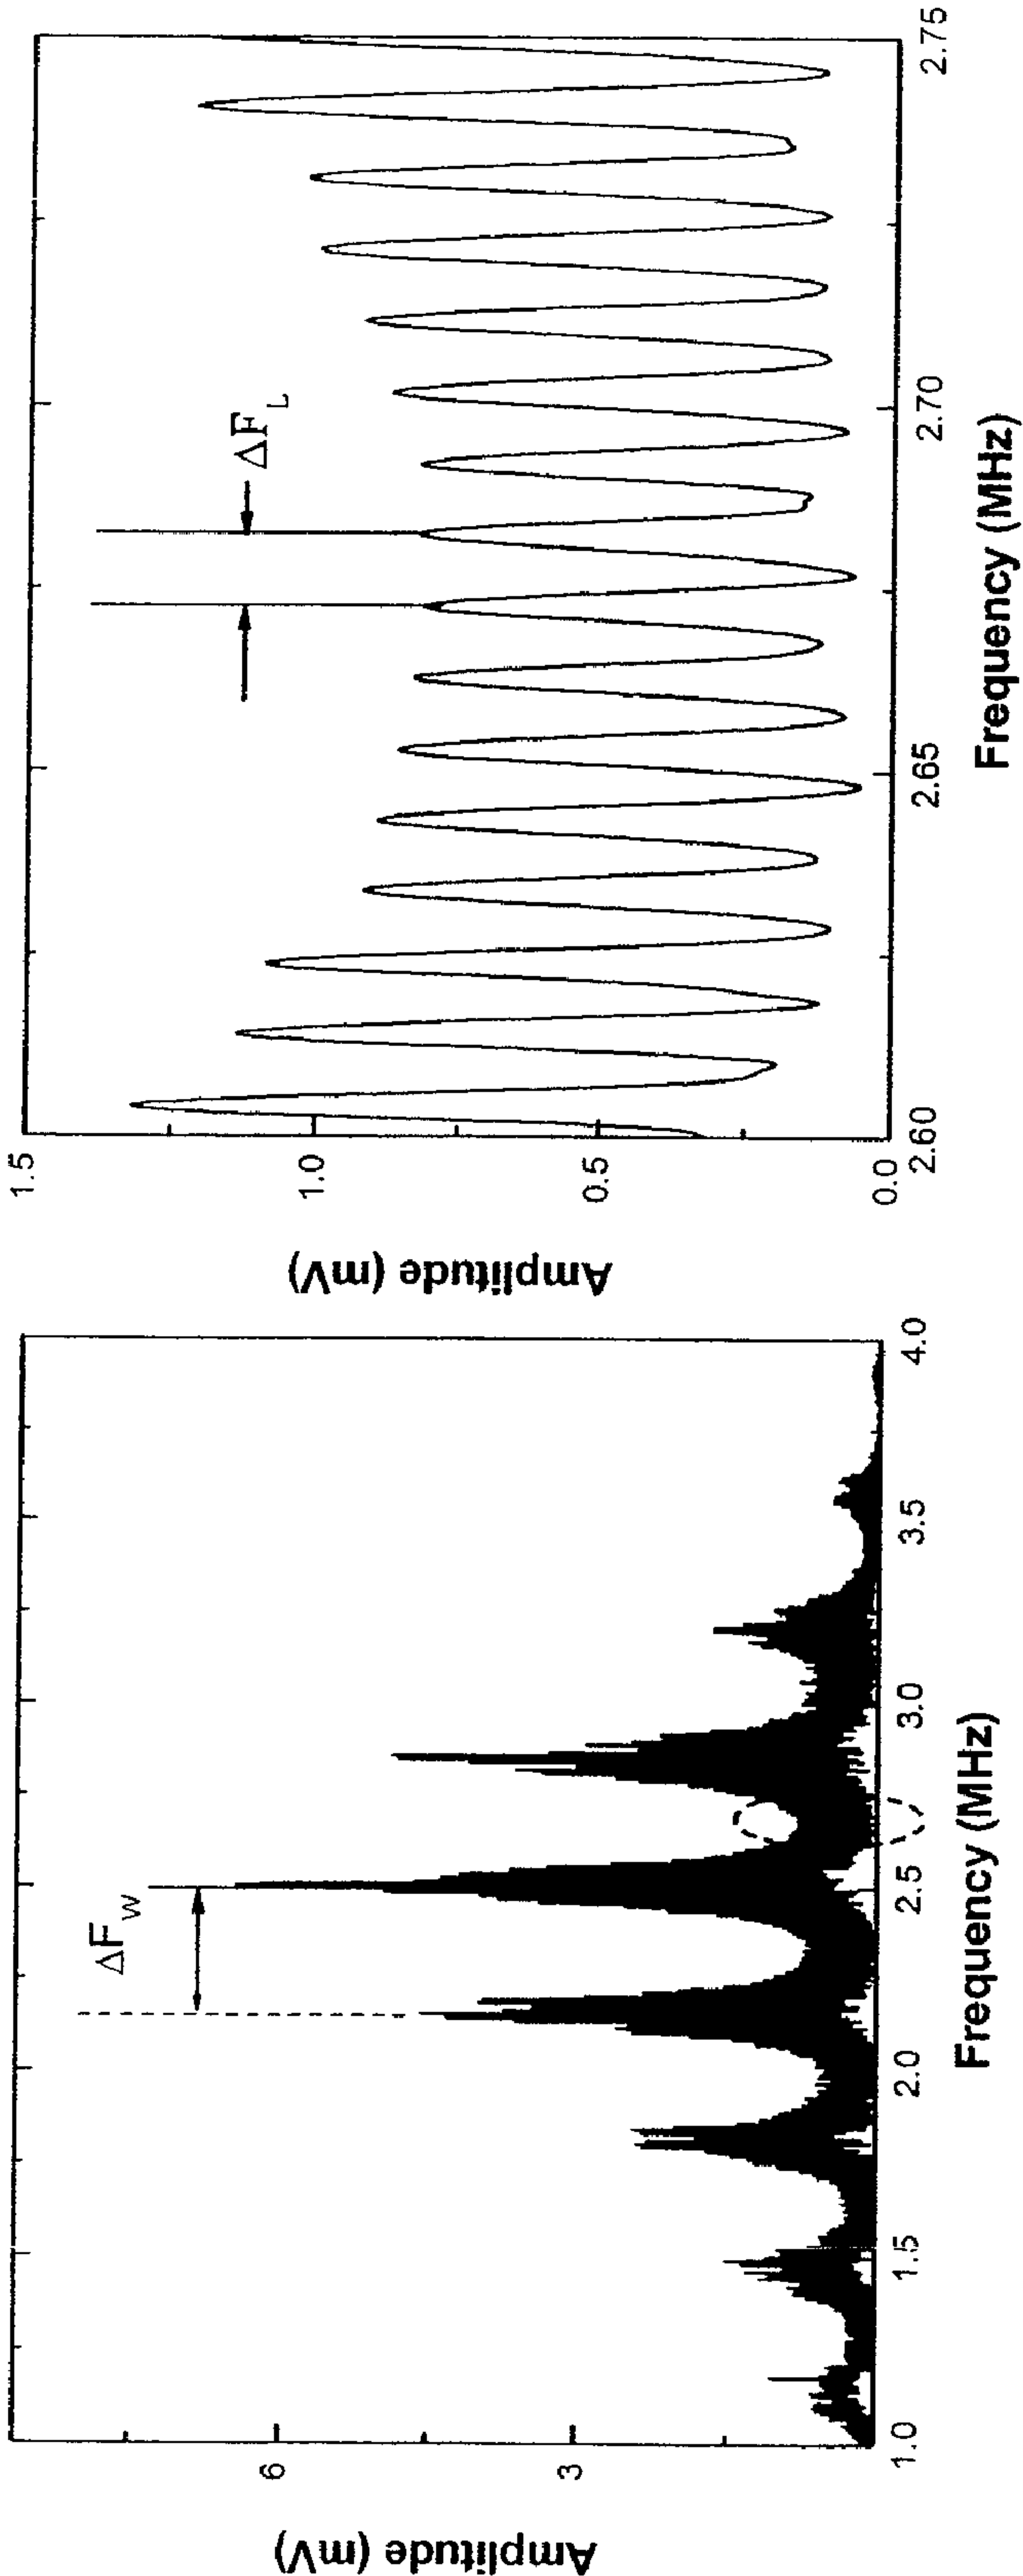 Amplitude (mV)
6
3
ΔF_W
1.0 1.5 2.0 2.5 3.0 3.5 4.0
Frequency (MHz)
Amplitude (mV)
1.5
1.0
0.5
0.0
ΔF_L
2.60 2.65 2.70 2.75
Frequency (MHz)